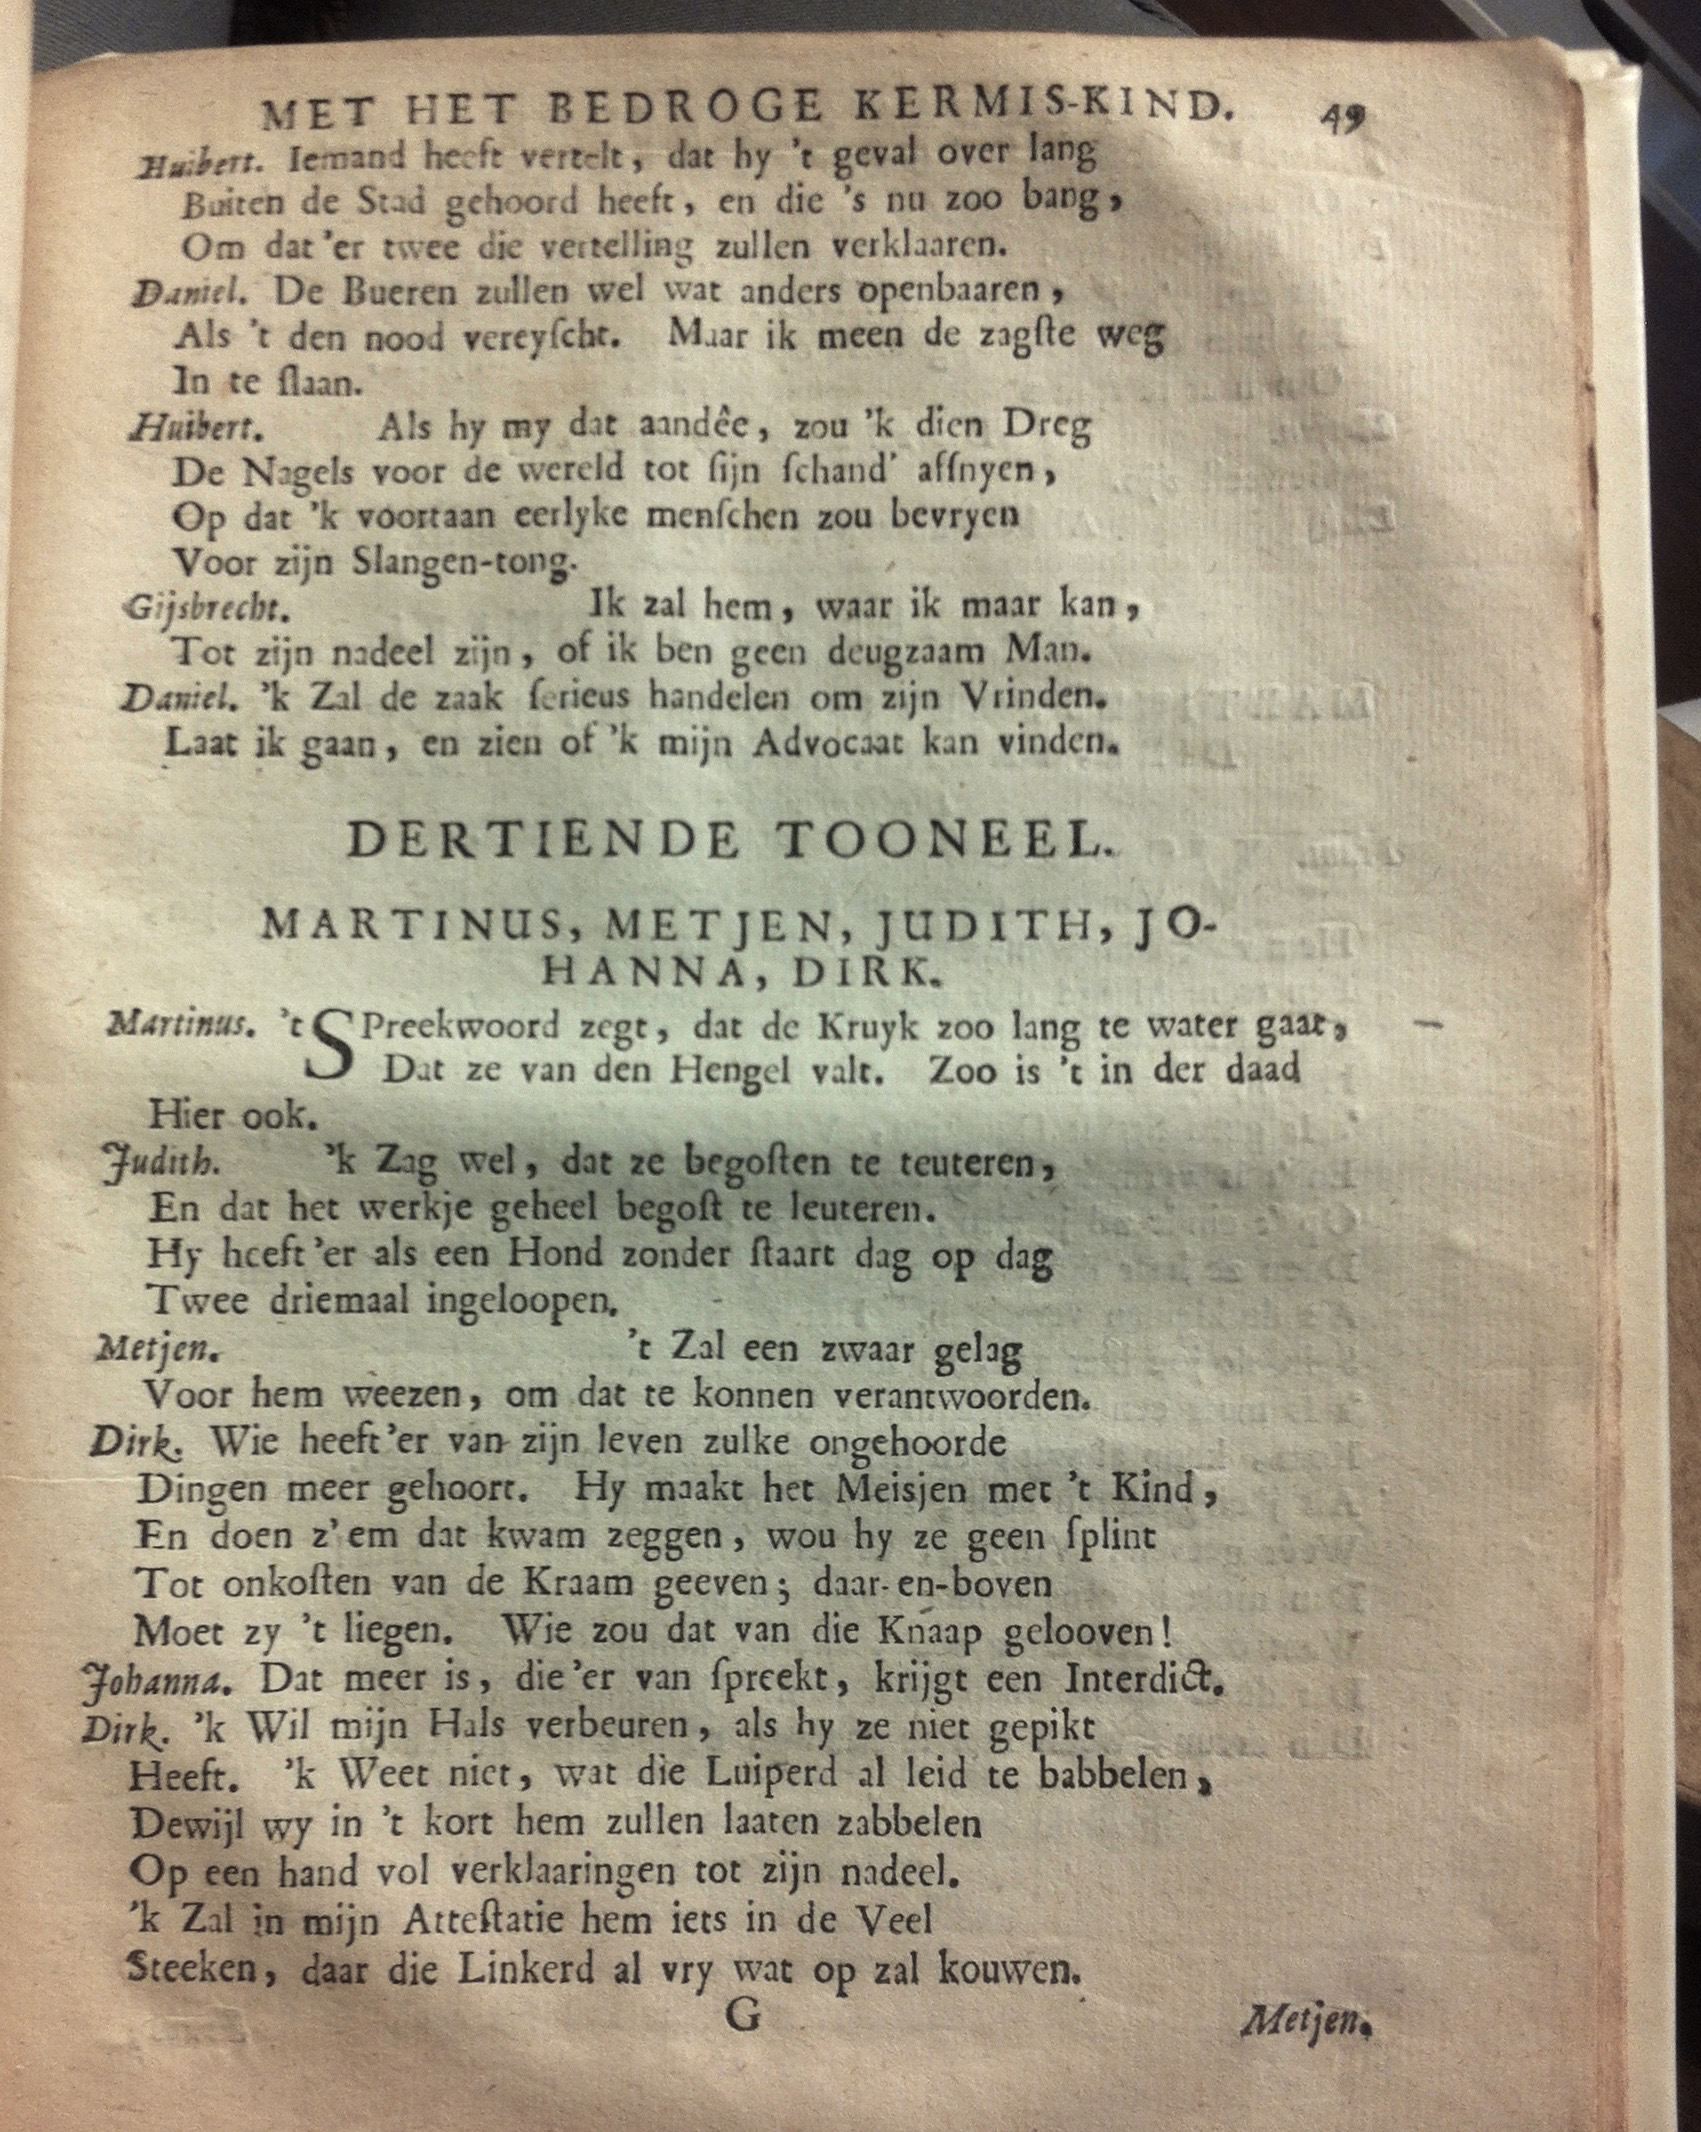 MET HET BEDROGE KERMIS-KIND. 49
Huibert. Iemand heeft vertelt, dat hy 't geval over lang
Buiten de Stad gehoord heeft, en die 's nu zoo bang,
Om dat 'er twee die vertelling zullen verklaaren.
Daniel. De Bueren zullen wel wat anders openbaaren,
Als 't den nood vereyſcht. Maar ik meen de zagſte weg
In te ſlaan.
Huibert. Als hy my dat aandêe, zou 'k dien Dreg
De Nagels voor de wereld tot ſijn ſchand' afſnyen,
Op dat 'k voortaan eerlyke menſchen zou bevryen
Voor zijn Slangen-tong.
Gijsbrecht. Ik zal hem, waar ik maar kan,
Tot zijn nadeel zijn, of ik ben geen deugzaam Man.
Daniel. 'k Zal de zaak ſerieus handelen om zijn Vrinden.
Laat ik gaan, en zien of 'k mijn Advocaat kan vinden.
DERTIENDE TOONEEL.
MARTINUS, METJEN, JUDITH, JO-
HANNA, DIRK.
Martinus. 't SPreekwoord zegt, dat de Kruyk zoo lang te water gaat,
Dat ze van den Hengel valt. Zoo is 't in der daad
Hier ook.
Judith. 'k Zag wel, dat ze begoſten te teuteren,
En dat het werkje geheel begoſt te leuteren.
Hy heeft 'er als een Hond zonder ſtaart dag op dag
Twee driemaal ingeloopen.
Metjen. 't Zal een zwaar gelag
Voor hem weezen, om dat te konnen verantwoorden.
Dirk. Wie heeft 'er van zijn leven zulke ongehoorde
Dingen meer gehoort. Hy maakt het Meisjen met 't Kind,
En doen z' em dat kwam zeggen, wou hy ze geen ſplint
Tot onkoſten van de Kraam geeven; daar-en-boven
Moet zy 't liegen. Wie zou dat van die Knaap gelooven!
Johanna. Dat meer is, die 'er van ſpreekt, krijgt een Interdict.
Dirk. 'k Wil mijn Hals verbeuren, als hy ze niet gepikt
Heeft. 'k Weet niet, wat die Luiperd al leid te babbelen,
Dewijl wy in 't kort hem zullen laaten zabbelen
Op een hand vol verklaaringen tot zijn nadeel.
'k Zal in mijn Atteſtatie hem iets in de Veel
Steeken, daar die Linkerd al vry wat op zal kouwen.
G Metjen.